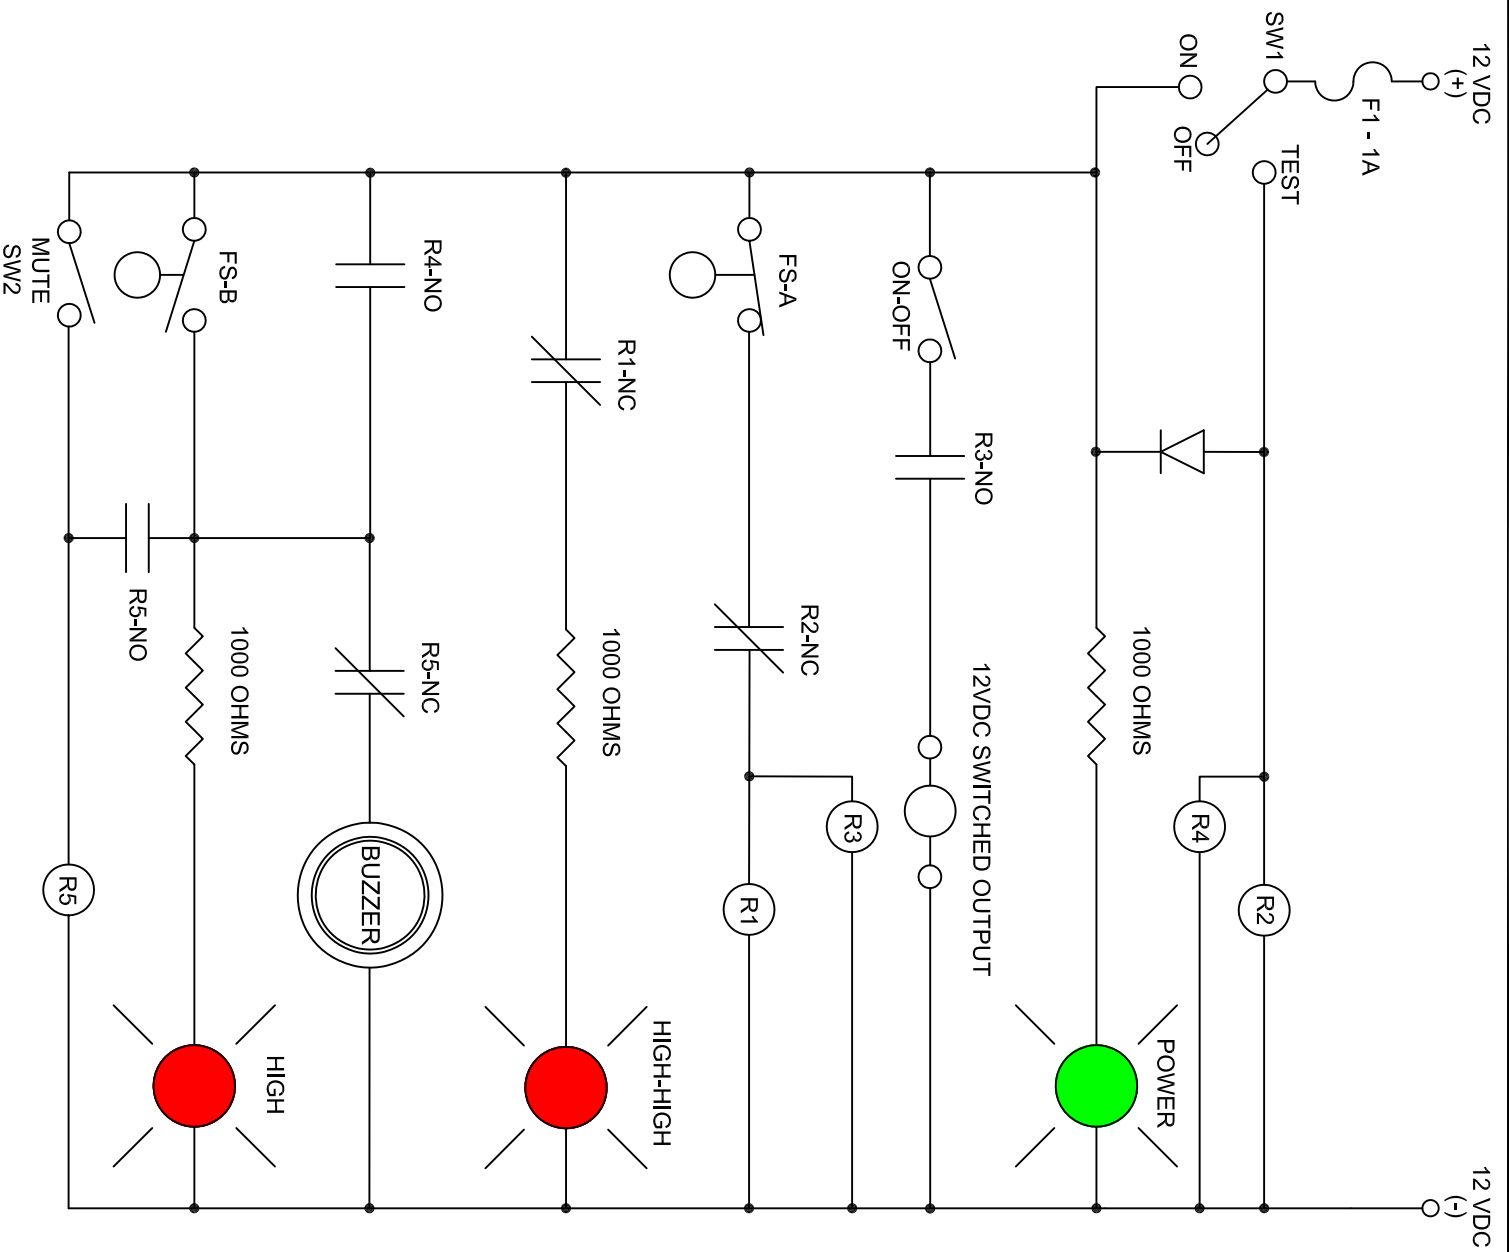 12 VDC
(+)
F1 - 1A
SW1
ON
OFF
TEST
R2
R4
1000 OHMS
POWER
ON-OFF
R3-NO
12VDC SWITCHED OUTPUT
FS-A
R2-NC
R3
R1
R1-NC
1000 OHMS
HIGH-HIGH
R4-NO
R5-NC
BUZZER
FS-B
1000 OHMS
HIGH
R5-NO
MUTE
SW2
R5
12 VDC
(-)